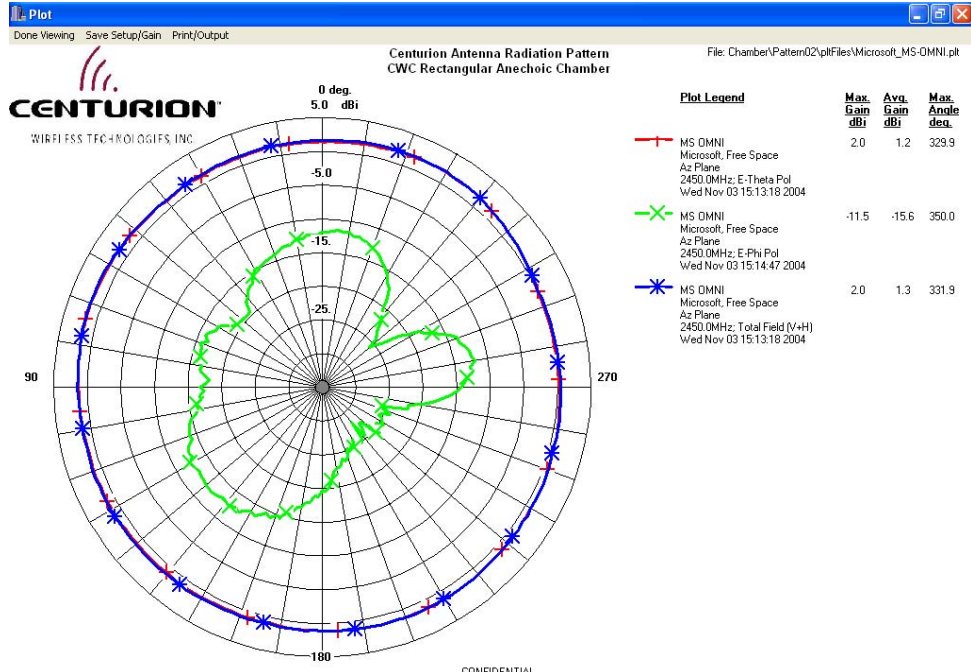 Plot
Done Viewing Save Setup/Gain Print/Output
CENTURION
WIRELESS TECHNOLOGIES, INC.
Centurion Antenna Radiation Pattern
CWC Rectangular Anechoic Chamber
File: Chamber\Pattern02\pltFiles\Microsoft_MS-OMNI.plt
0 deg.
5.0 dBi
-5.0
-15.
-25.
90
270
180
Plot Legend Max. Gain dBi Avg. Gain dBi Max. Angle deg.
MS OMNI 2.0 1.2 329.9
Microsoft, Free Space
Az Plane
2450.0MHz; E-Theta Pol
Wed Nov 03 15:13:18 2004
MS OMNI -11.5 -15.6 350.0
Microsoft, Free Space
Az Plane
2450.0MHz; E-Phi Pol
Wed Nov 03 15:14:47 2004
MS OMNI 2.0 1.3 331.9
Microsoft, Free Space
Az Plane
2450.0MHz; Total Field (V+H)
Wed Nov 03 15:13:18 2004
CONFIDENTIAL